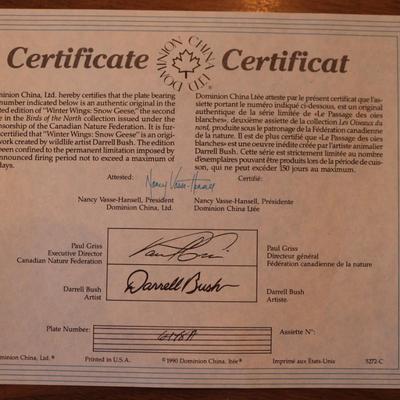 Certificate
DOMINION CHINA LTD
Certificat
minion China, Ltd. hereby certifies that the plate bearing
number indicated below is an authentic original in the
ted edition of "Winter Wings: Snow Geese," the second
e in the Birds of the North collection issued under the
nsorship of the Canadian Nature Federation. It is fur-
certified that "Winter Wings: Snow Geese" is an origi-
work created by wildlife artist Darrell Bush. The edition
been confined to the permanent limitation imposed by
nnounced firing period not to exceed a maximum of
days.
Dominion China Ltée atteste par le présent certificat que l'as-
siette portant le numéro indiqué ci-dessous, est un original
authentique de la série limitée de «Le Passage des oies
blanches», deuxième assiette de la collection Les Oiseaux du
nord, produite sous le patronage de la Fédération canadienne
de la nature. Il est de plus certifié que «Le Passage des oies
blanches» est une oeuvre inédite créée par l'artiste animalier
Darrell Bush. Cette série est strictement limitée au nombre
d'exemplaires pouvant être produits lors de la période de cuis-
son, qui ne peut excéder 150 jours au maximum.
Attested:
Certifié:
Nancy Vasse-Hansell
Nancy Vasse-Hansell, President
Dominion China, Ltd.
Nancy Vasse-Hansell, Présidente
Dominion China Ltée
Paul Griss
Executive Director
Canadian Nature Federation
Paul Griss
Paul Griss
Directeur général
Fédération canadienne de la nature
Darrell Bush
Artist
Darrell Bush
Darrell Bush
Artiste
Plate Number:
6198A
Assiette N°:
minion China, Ltd.®
Printed in U.S.A.
©1990 Dominion China, ltée®
Imprimé aux États-Unis
5272-C